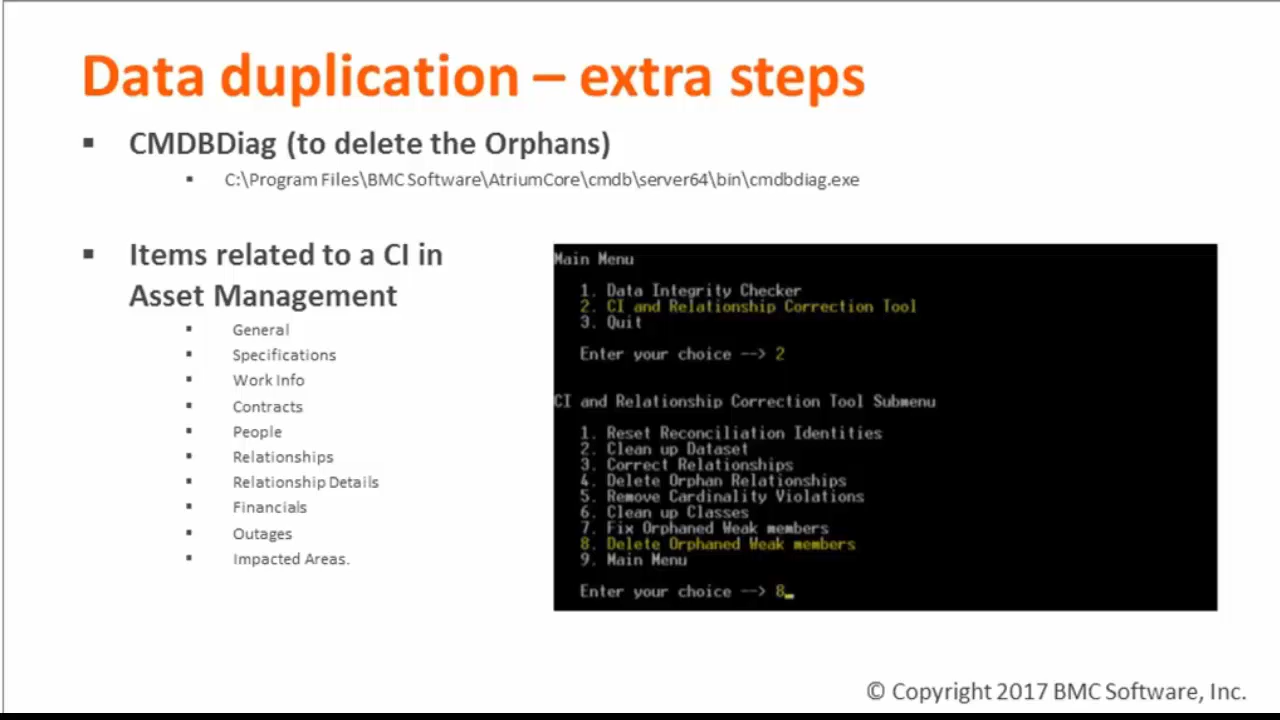 Data duplication – extra steps
▪ CMDBDiag (to delete the Orphans)
▪ C:\Program Files\BMC Software\AtriumCore\cmdb\server64\bin\cmdbdiag.exe
▪ Items related to a CI in
Asset Management
▪ General
▪ Specifications
▪ Work Info
▪ Contracts
▪ People
▪ Relationships
▪ Relationship Details
▪ Financials
▪ Outages
▪ Impacted Areas.
Main Menu
1. Data Integrity Checker
2. CI and Relationship Correction Tool
3. Quit
Enter your choice --> 2
CI and Relationship Correction Tool Submenu
1. Reset Reconciliation Identities
2. Clean up Dataset
3. Correct Relationships
4. Delete Orphan Relationships
5. Remove Cardinality Violations
6. Clean up Classes
7. Fix Orphaned Weak members
8. Delete Orphaned Weak members
9. Main Menu
Enter your choice --> 8_
© Copyright 2017 BMC Software, Inc.